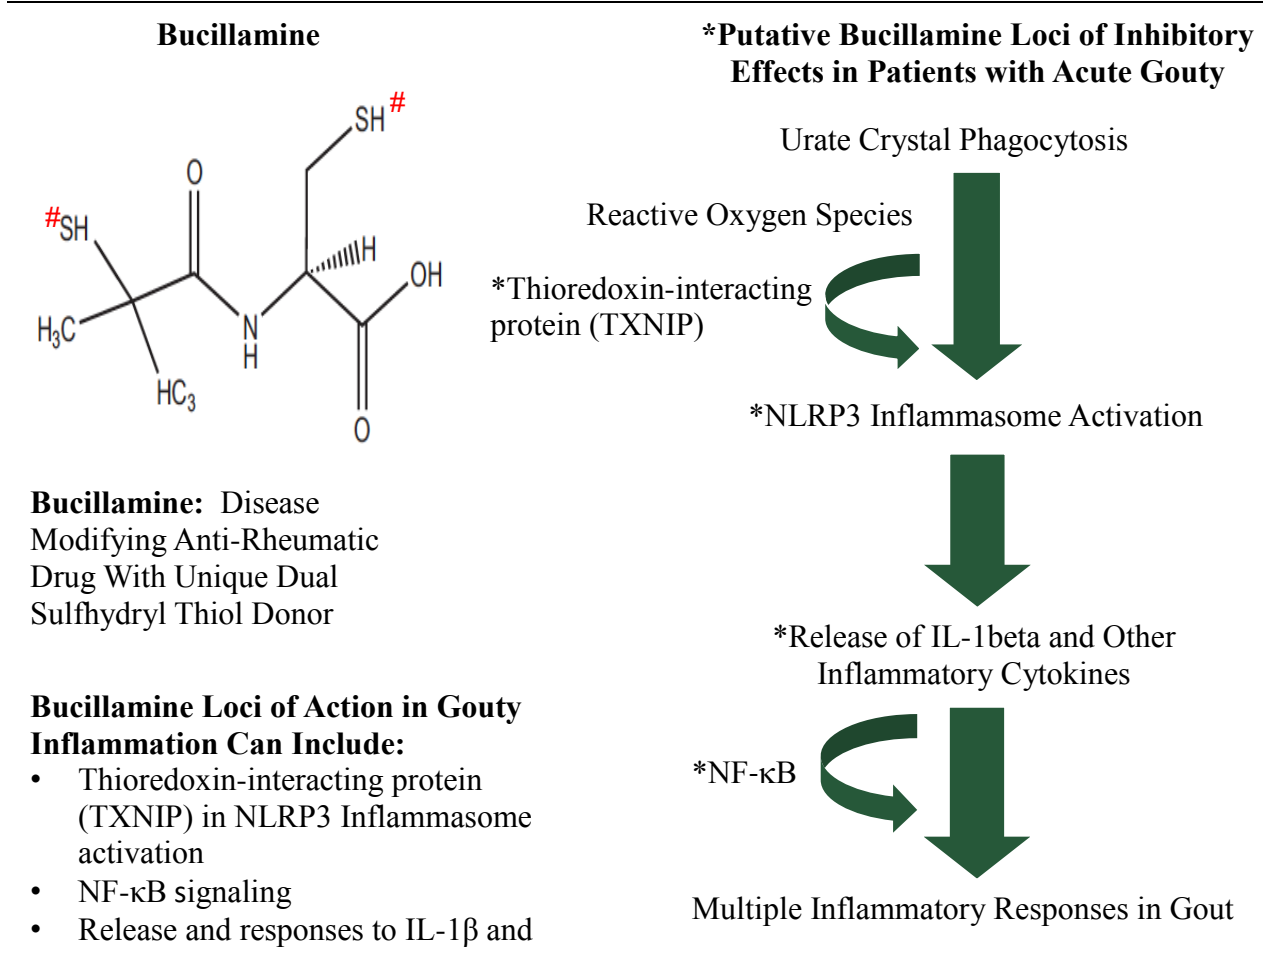 Bucillamine
SH#
O
#SH
H
OH
H₃C
N
H
HC₃
O
Bucillamine: Disease
Modifying Anti-Rheumatic
Drug With Unique Dual
Sulfhydryl Thiol Donor
Bucillamine Loci of Action in Gouty
Inflammation Can Include:
• Thioredoxin-interacting protein
(TXNIP) in NLRP3 Inflammasome
activation
• NF-κB signaling
• Release and responses to IL-1β and
*Putative Bucillamine Loci of Inhibitory
Effects in Patients with Acute Gouty
Urate Crystal Phagocytosis
Reactive Oxygen Species
*Thioredoxin-interacting
protein (TXNIP)
*NLRP3 Inflammasome Activation
*Release of IL-1beta and Other
Inflammatory Cytokines
*NF-κB
Multiple Inflammatory Responses in Gout